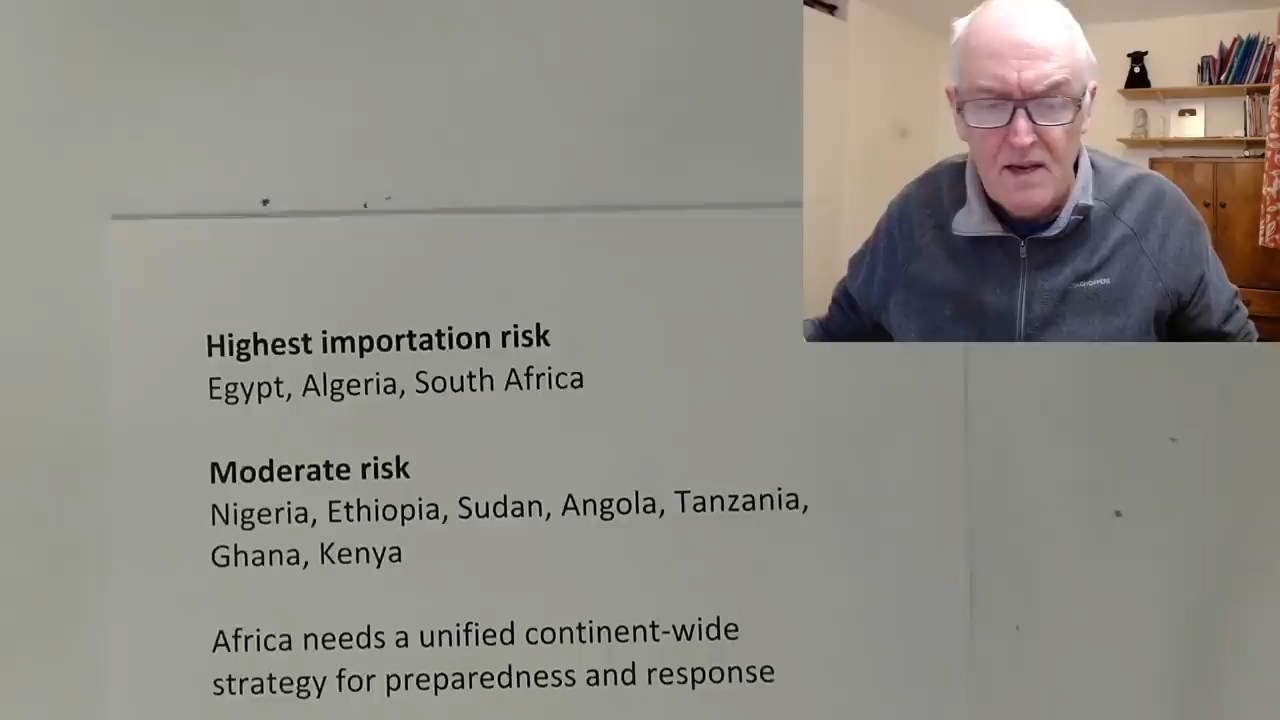 Highest importation risk
Egypt, Algeria, South Africa
Moderate risk
Nigeria, Ethiopia, Sudan, Angola, Tanzania,
Ghana, Kenya
Africa needs a unified continent-wide
strategy for preparedness and response